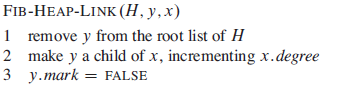 FIB-HEAP-LINK(H, y, x)
1 remove y from the root list of H
2 make y a child of x, incrementing x.degree
3 y.mark = FALSE